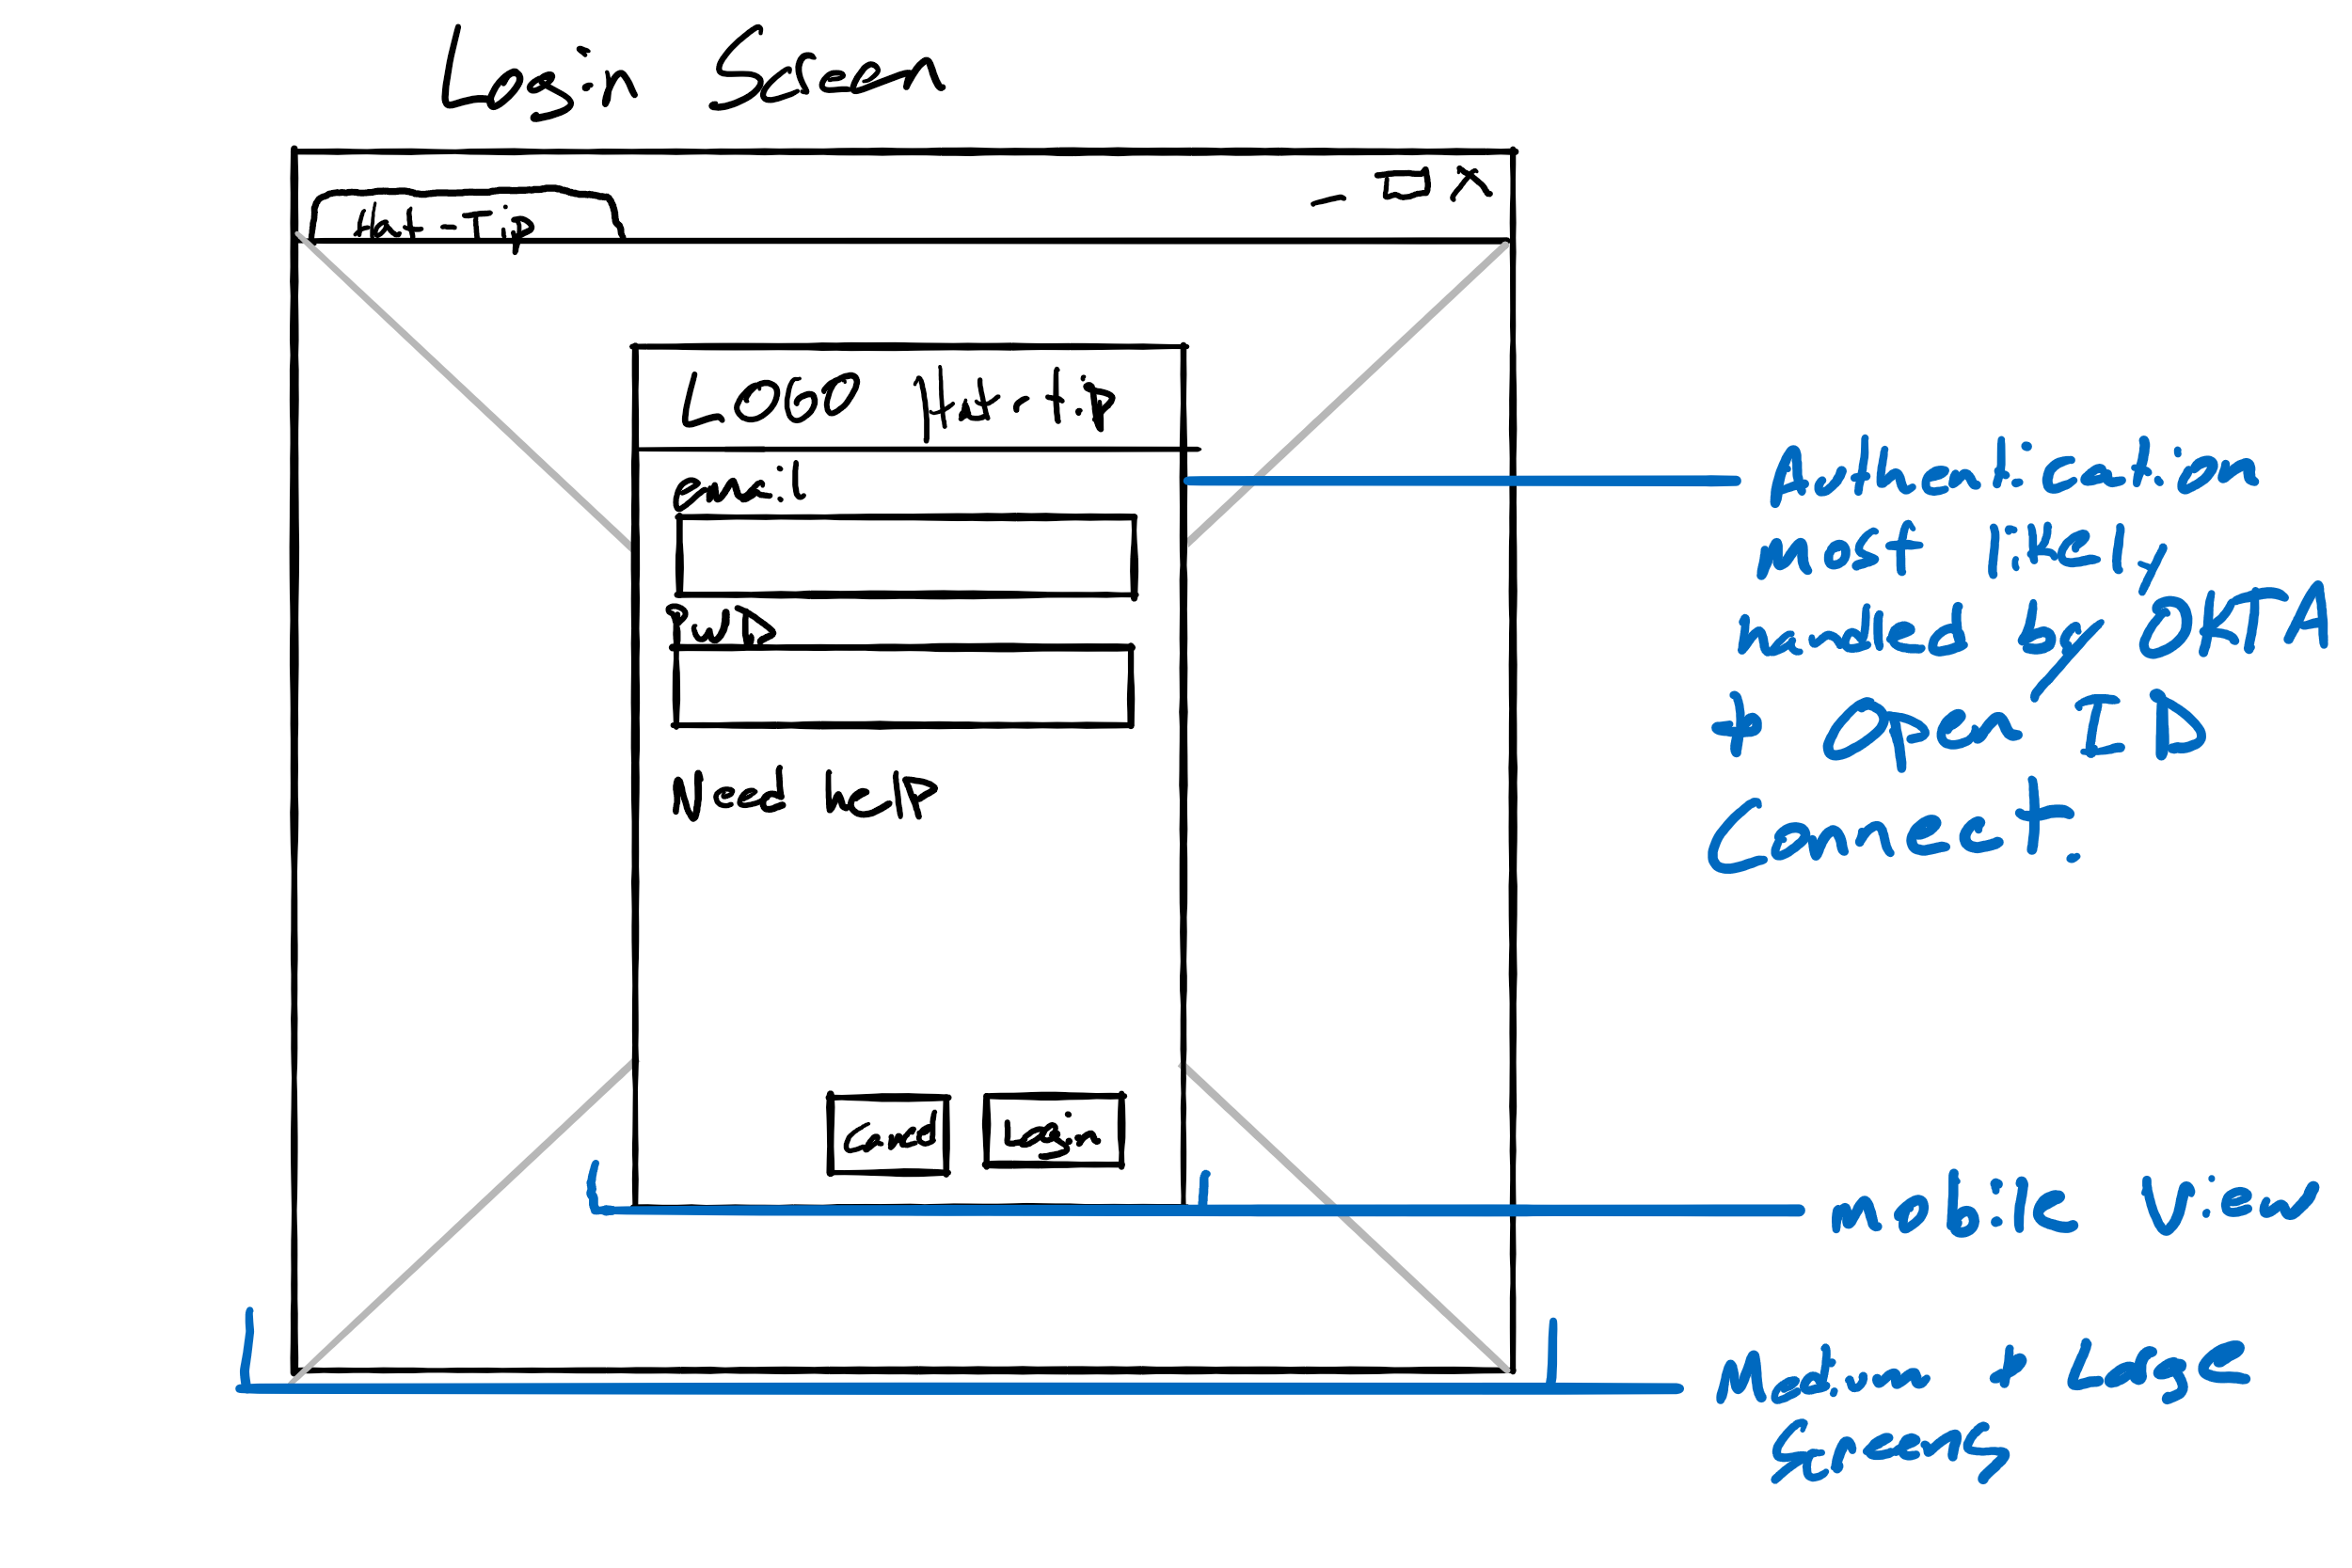 Login Screen
Hat-Tip
LOGO Hat-tip
email
PWD
Need help
Cancel
Login
Authentication
most likely
handled by OKTA
+ Open ID
Connect.
mobile View
Medium + Large
Screens